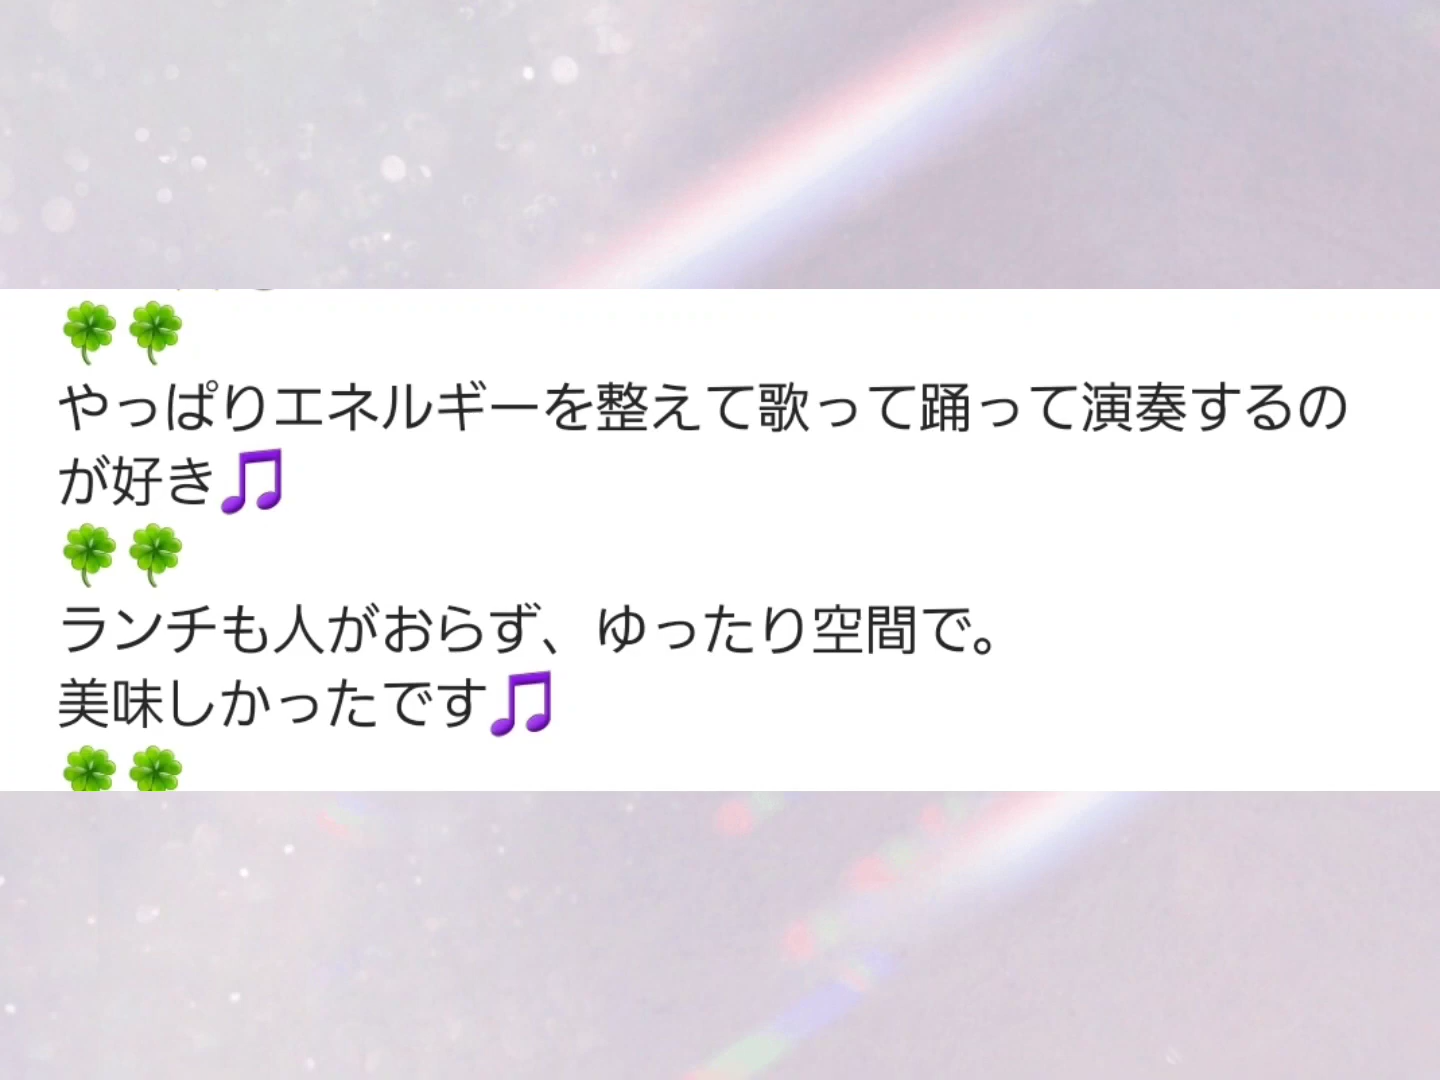 🍀🍀
やっぱりエネルギーを整えて歌って踊って演奏するの
が好き🎵
🍀🍀
ランチも人がおらず、ゆったり空間で。
美味しかったです🎵
🍀🍀